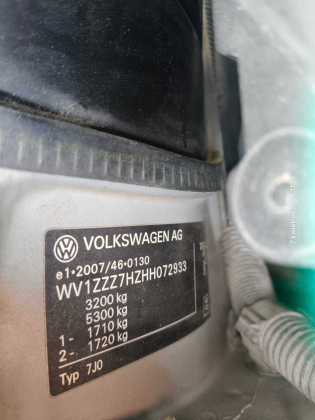 VOLKSWAGEN AG
e1*2007/46*0130
WV1ZZZ7HZHH072933
3200 kg
5300 kg
1- 1710 kg
2- 1720 kg
Typ 7J0